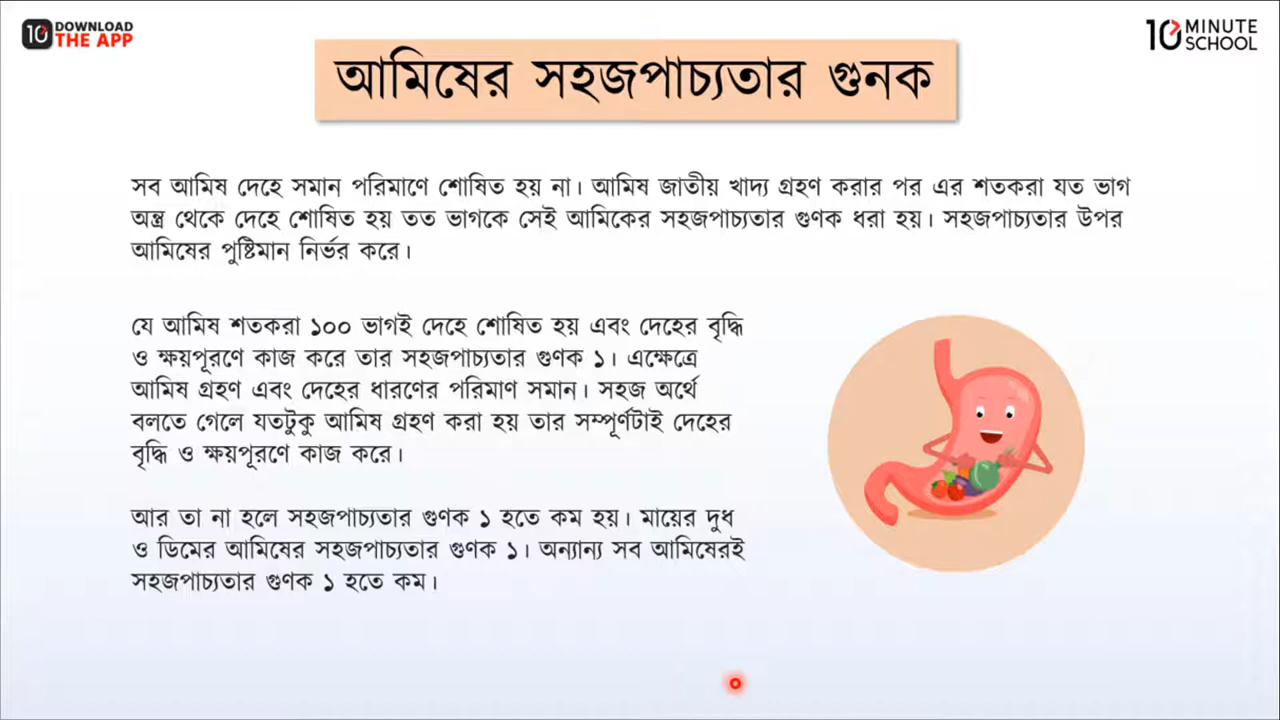 DOWNLOAD
THE APP
10 MINUTE
SCHOOL
আমিষের সহজপাচ্যতার গুনক
সব আমিষ দেহে সমান পরিমাণে শোষিত হয় না। আমিষ জাতীয় খাদ্য গ্রহণ করার পর এর শতকরা যত ভাগ
অন্ত্র থেকে দেহে শোষিত হয় তত ভাগকে সেই আমিকের সহজপাচ্যতার গুণক ধরা হয়। সহজপাচ্যতার উপর
আমিষের পুষ্টিমান নির্ভর করে।
যে আমিষ শতকরা ১০০ ভাগই দেহে শোষিত হয় এবং দেহের বৃদ্ধি
ও ক্ষয়পূরণে কাজ করে তার সহজপাচ্যতার গুণক ১। এক্ষেত্রে
আমিষ গ্রহণ এবং দেহের ধারণের পরিমাণ সমান। সহজ অর্থে
বলতে গেলে যতটুকু আমিষ গ্রহণ করা হয় তার সম্পূর্ণটাই দেহের
বৃদ্ধি ও ক্ষয়পূরণে কাজ করে।
আর তা না হলে সহজপাচ্যতার গুণক ১ হতে কম হয়। মায়ের দুধ
ও ডিমের আমিষের সহজপাচ্যতার গুণক ১। অন্যান্য সব আমিষেরই
সহজপাচ্যতার গুণক ১ হতে কম।